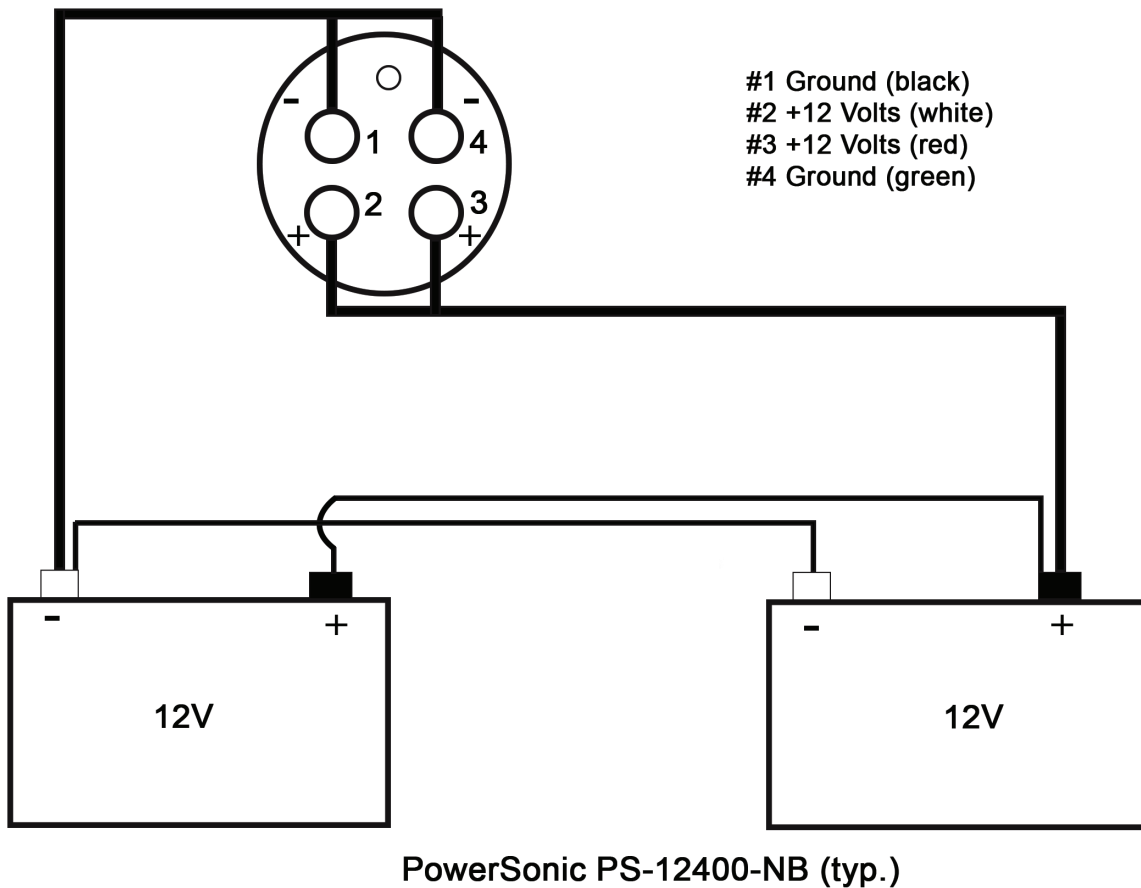 #1 Ground (black)
#2 +12 Volts (white)
#3 +12 Volts (red)
#4 Ground (green)
- -
1 4
2 3
+ +
- + - +
12V 12V
PowerSonic PS-12400-NB (typ.)